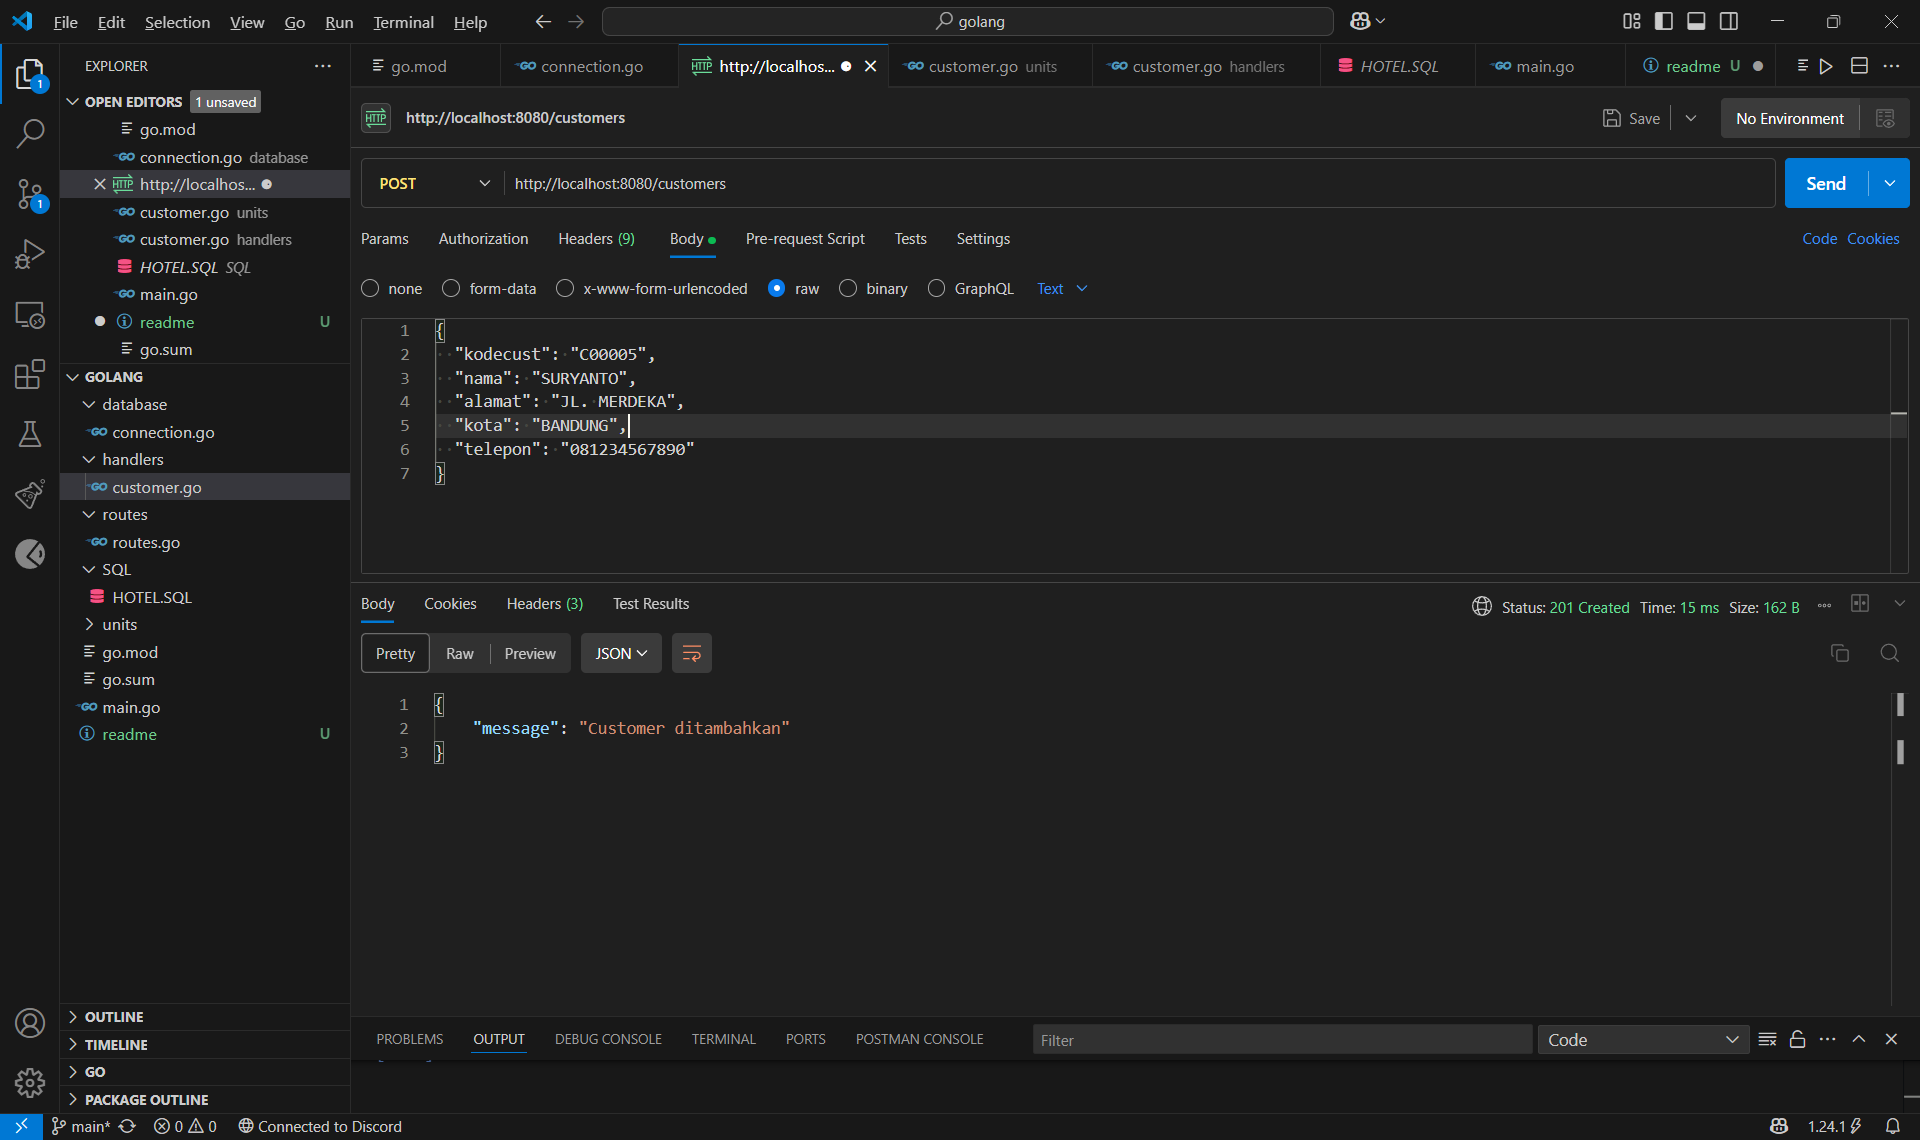 File Edit Selection View Go Run Terminal Help
golang
EXPLORER
OPEN EDITORS 1 unsaved
go.mod
connection.go database
http://localhos...
customer.go units
customer.go handlers
HOTEL.SQL SQL
main.go
readme U
go.sum
GOLANG
database
connection.go
handlers
customer.go
routes
routes.go
SQL
HOTEL.SQL
units
go.mod
go.sum
main.go
readme U
OUTLINE
TIMELINE
GO
PACKAGE OUTLINE
go.mod connection.go http://localhos... customer.go units customer.go handlers HOTEL.SQL main.go readme U
HTTP http://localhost:8080/customers Save No Environment
POST http://localhost:8080/customers Send
Params Authorization Headers (9) Body Pre-request Script Tests Settings Code Cookies
none form-data x-www-form-urlencoded raw binary GraphQL Text
1 {
2 "kodecust": "C00005",
3 "nama": "SURYANTO",
4 "alamat": "JL. MERDEKA",
5 "kota": "BANDUNG",
6 "telepon": "081234567890"
7 }
Body Cookies Headers (3) Test Results Status: 201 Created Time: 15 ms Size: 162 B
Pretty Raw Preview JSON
1 {
2 "message": "Customer ditambahkan"
3 }
PROBLEMS OUTPUT DEBUG CONSOLE TERMINAL PORTS POSTMAN CONSOLE Filter Code
main* 0 0 Connected to Discord 1.24.1